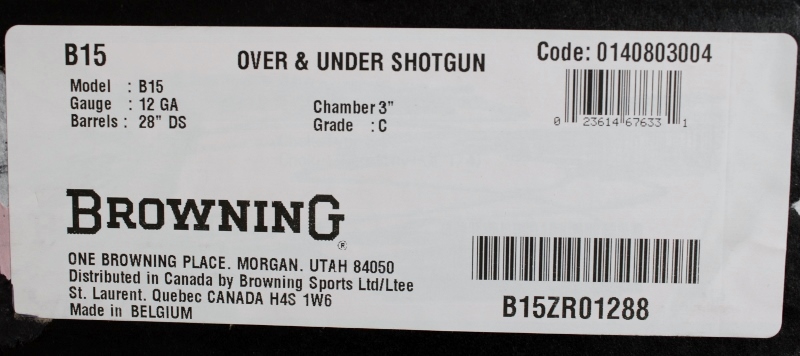 B15
OVER & UNDER SHOTGUN
Code: 0140803004
Model : B15
Gauge : 12 GA
Barrels : 28" DS
Chamber 3"
Grade : C
0 23614 67633 1
BROWNING®
ONE BROWNING PLACE. MORGAN. UTAH 84050
Distributed in Canada by Browning Sports Ltd/Ltee
St. Laurent. Quebec CANADA H4S 1W6
Made in BELGIUM
B15ZR01288